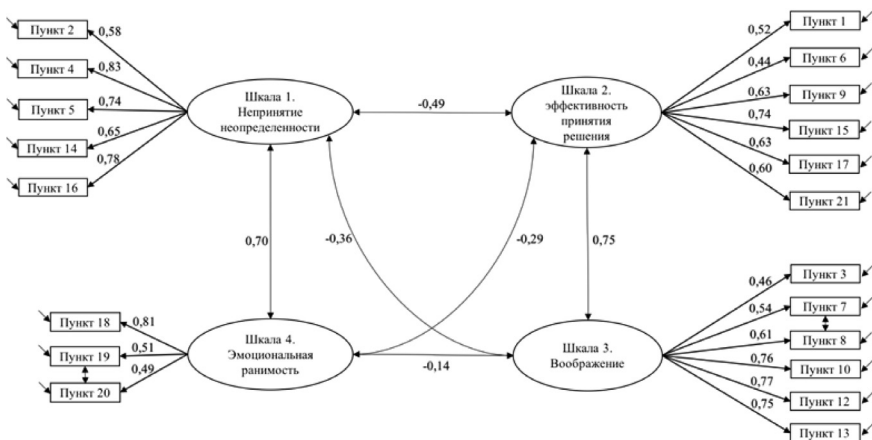 Пункт 2
0,58
Пункт 4
0,83
Пункт 5
0,74
Пункт 14
0,65
Пункт 16
0,78
Шкала 1.
Непринятие
неопределенности
-0,49
Шкала 2.
эффективность
принятия
решения
0,52
Пункт 1
0,44
Пункт 6
0,63
Пункт 9
0,74
Пункт 15
0,63
Пункт 17
0,60
Пункт 21
0,70
-0,36
-0,29
0,75
Пункт 18
0,81
Пункт 19
0,51
Пункт 20
0,49
Шкала 4.
Эмоциональная
ранимость
-0,14
Шкала 3.
Воображение
0,46
Пункт 3
0,54
Пункт 7
0,61
Пункт 8
0,76
Пункт 10
0,77
Пункт 12
0,75
Пункт 13